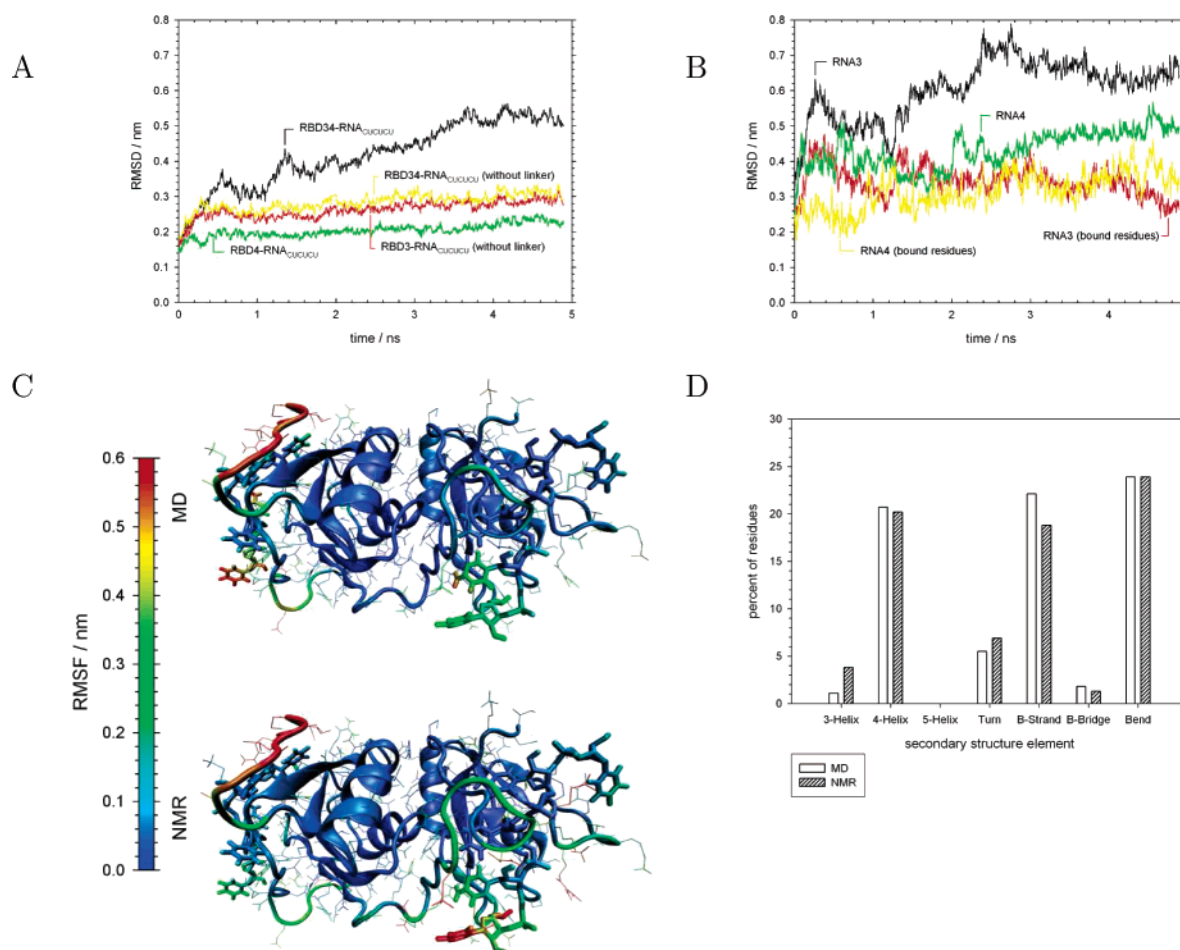 A
0.8
0.7
0.6
0.5
0.4
0.3
0.2
0.1
0.0
RMSD / nm
RBD34-RNACUCUCU
RBD34-RNACUCUCU (without linker)
RBD4-RNACUCUCU
RBD3-RNACUCUCU (without linker)
0 1 2 3 4 5
time / ns
B
0.8
0.7
0.6
0.5
0.4
0.3
0.2
0.1
0.0
RMSD / nm
RNA3
RNA4
RNA3 (bound residues)
RNA4 (bound residues)
0 1 2 3 4
time / ns
C
0.6
0.5
0.4
0.3
0.2
0.1
0.0
RMSF / nm
MD
NMR
D
30
25
20
15
10
5
0
percent of residues
3-Helix 4-Helix 5-Helix Turn B-Strand B-Bridge Bend
secondary structure element
MD
NMR